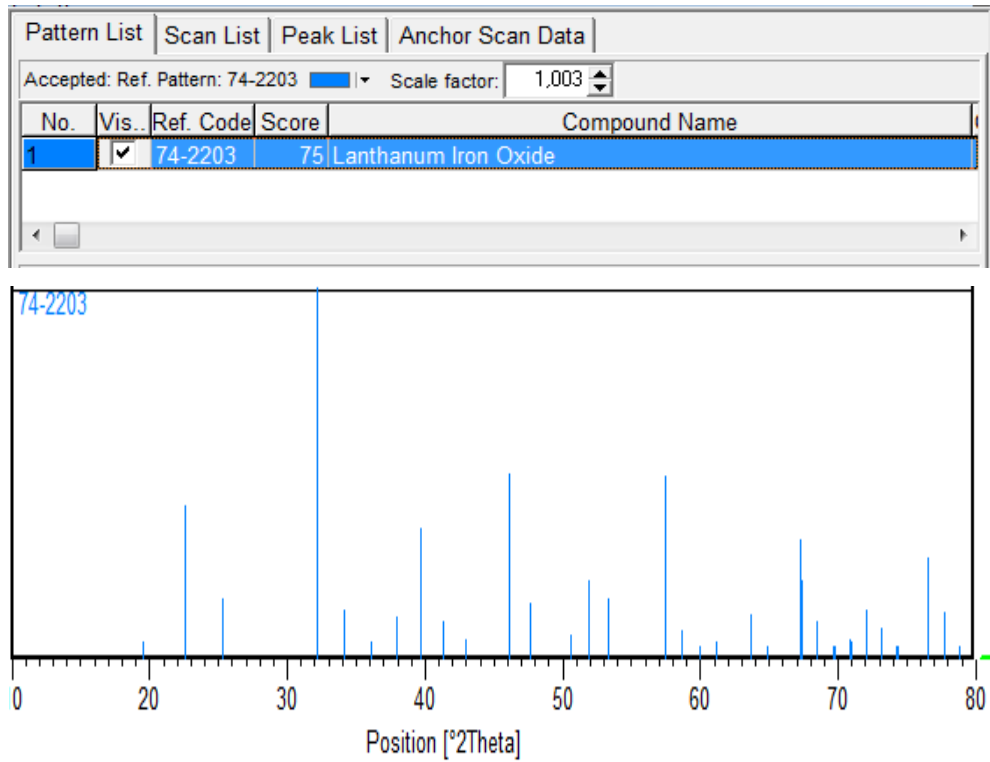 Pattern List Scan List Peak List Anchor Scan Data
Accepted: Ref. Pattern: 74-2203 Scale factor: 1,003
No. Vis.. Ref. Code Score Compound Name
1 74-2203 75 Lanthanum Iron Oxide
74-2203
0 20 30 40 50 60 70 80
Position [°2Theta]